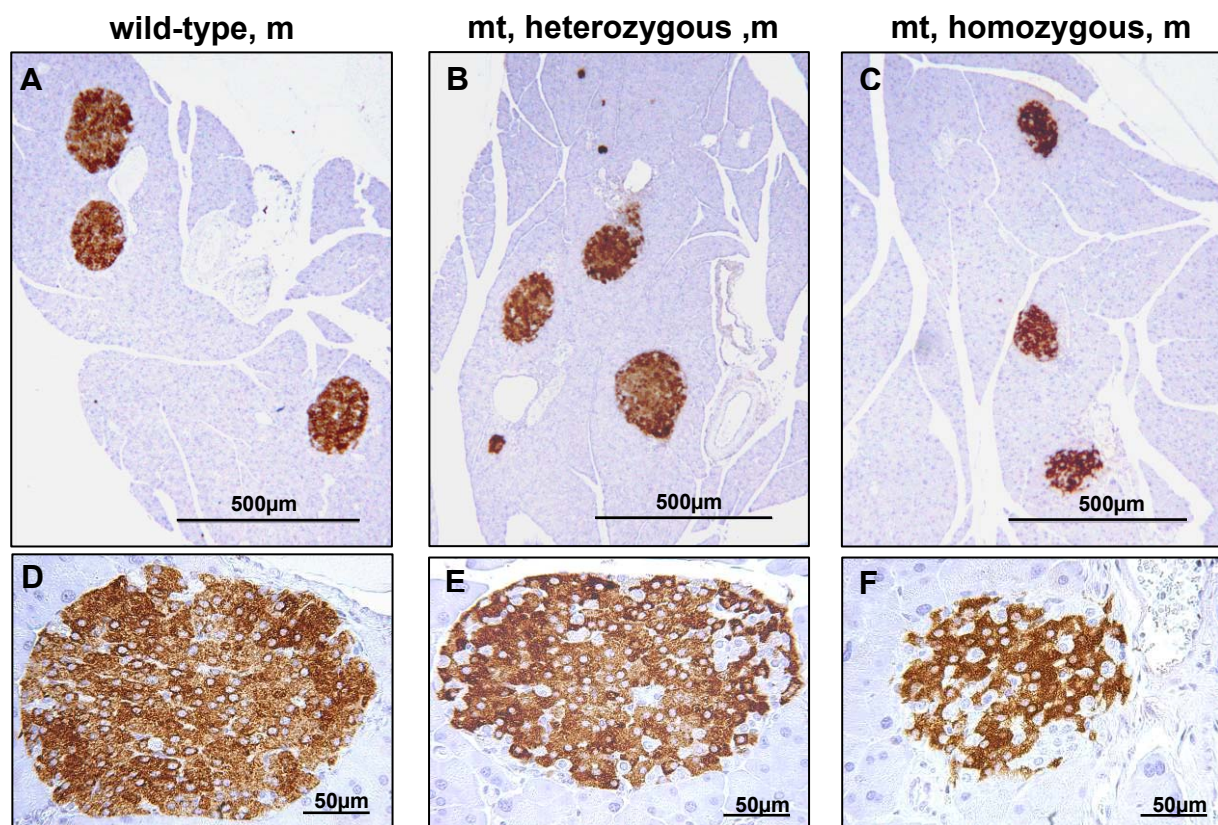 wild-type, m
mt, heterozygous ,m
mt, homozygous, m
A
B
C
500µm
500µm
500µm
D
E
F
50µm
50µm
50µm